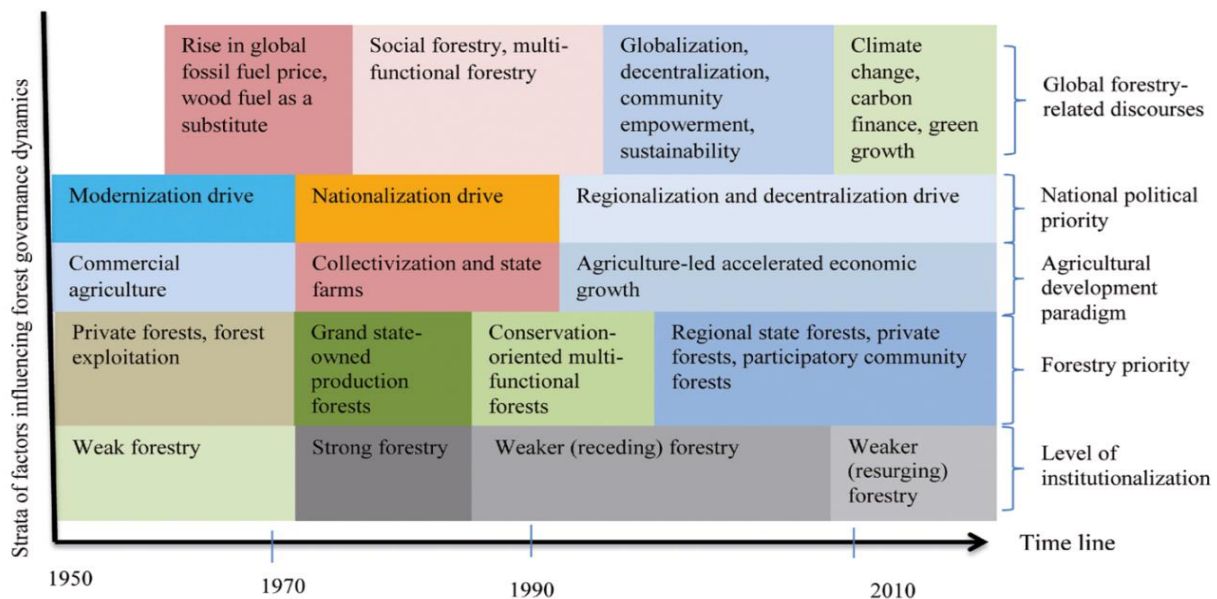 Strata of factors influencing forest governance dynamics
Rise in global
fossil fuel price,
wood fuel as a
substitute
Social forestry, multi-
functional forestry
Globalization,
decentralization,
community
empowerment,
sustainability
Climate
change,
carbon
finance, green
growth
Global forestry-
related discourses
Modernization drive
Nationalization drive
Regionalization and decentralization drive
National political
priority
Commercial
agriculture
Collectivization and state
farms
Agriculture-led accelerated economic
growth
Agricultural
development
paradigm
Private forests, forest
exploitation
Grand state-
owned
production
forests
Conservation-
oriented multi-
functional
forests
Regional state forests, private
forests, participatory community
forests
Forestry priority
Weak forestry
Strong forestry
Weaker (receding) forestry
Weaker
(resurging)
forestry
Level of
institutionalization
Time line
1950
1970
1990
2010